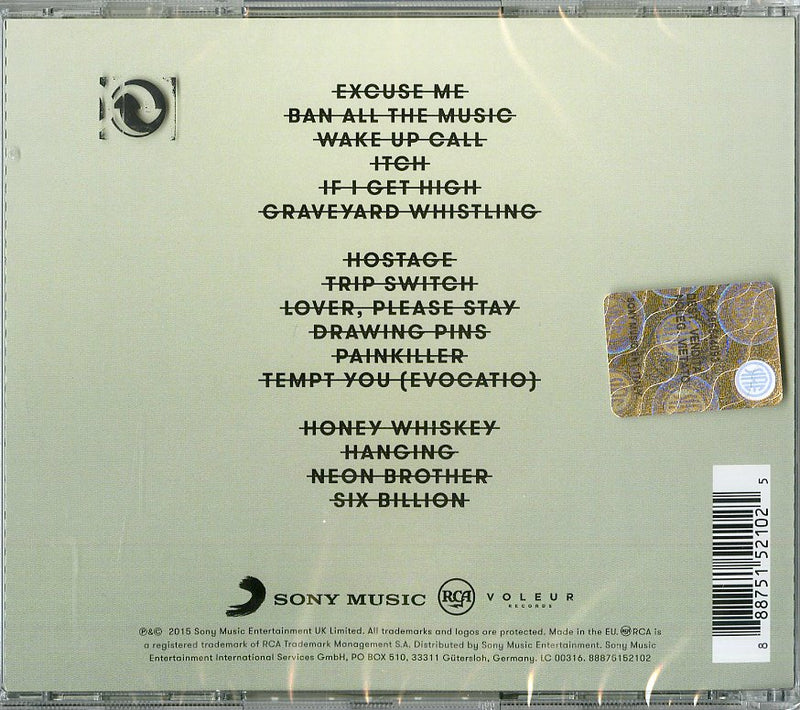 EXCUSE ME
BAN ALL THE MUSIC
WAKE UP CALL
ITCH
IF I GET HIGH
GRAVEYARD WHISTLING
HOSTAGE
TRIP SWITCH
LOVER, PLEASE STAY
DRAWING PINS
PAINKILLER
TEMPT YOU (EVOCATIO)
HONEY WHISKEY
HANGING
NEON BROTHER
SIX BILLION
SONY MUSIC
RCA
VOLEUR
RECORDS
℗&© 2015 Sony Music Entertainment UK Limited. All trademarks and logos are protected. Made in the EU. RCA is
a registered trademark of RCA Trademark Management S.A. Distributed by Sony Music Entertainment. Sony Music
Entertainment International Services GmbH, PO BOX 510, 33311 Gütersloh, Germany. LC 00316. 88875152102
8 88751 52102 5
SIAE